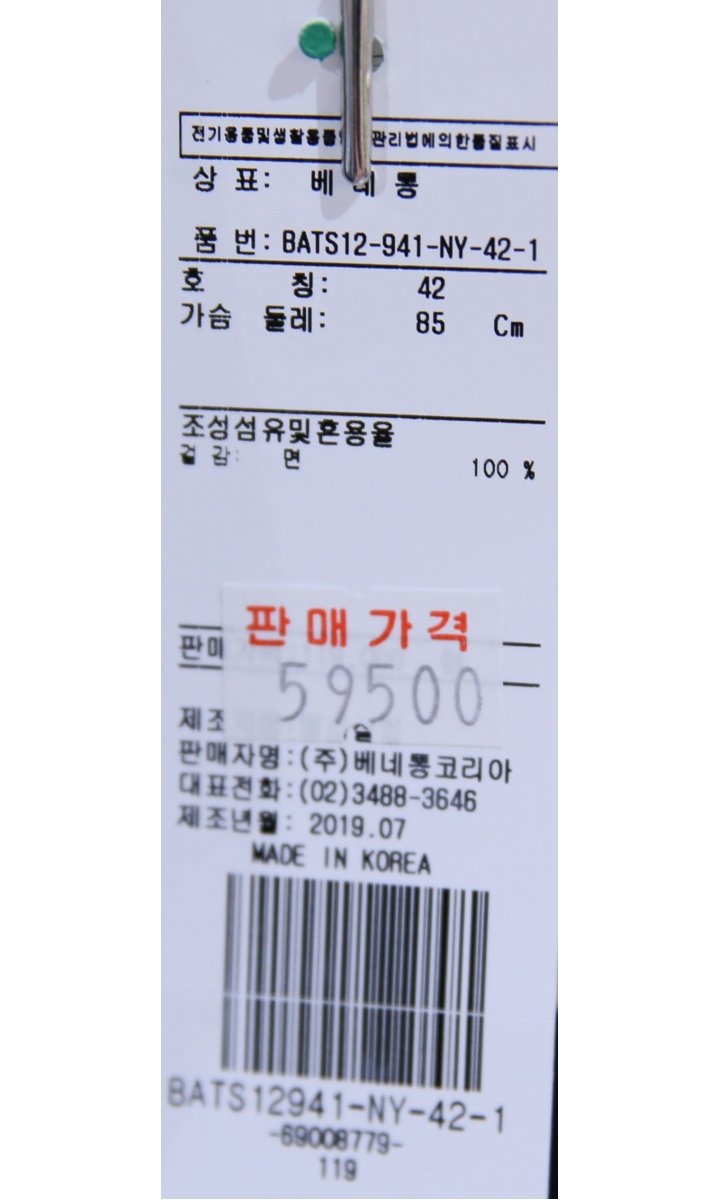 전기용품및생활용품 관리법에의한품질표시
상 표: 베네통
품 번: BATS12-941-NY-42-1
호 칭: 42
가슴 둘레: 85 Cm
조성섬유및혼용율
겉 감: 면 100 %
판매가격
판매
59500
제조
판매자명:(주)베네통코리아
대표전화:(02)3488-3646
제조년월: 2019.07
MADE IN KOREA
BATS12941-NY-42-1
-69008779-
119